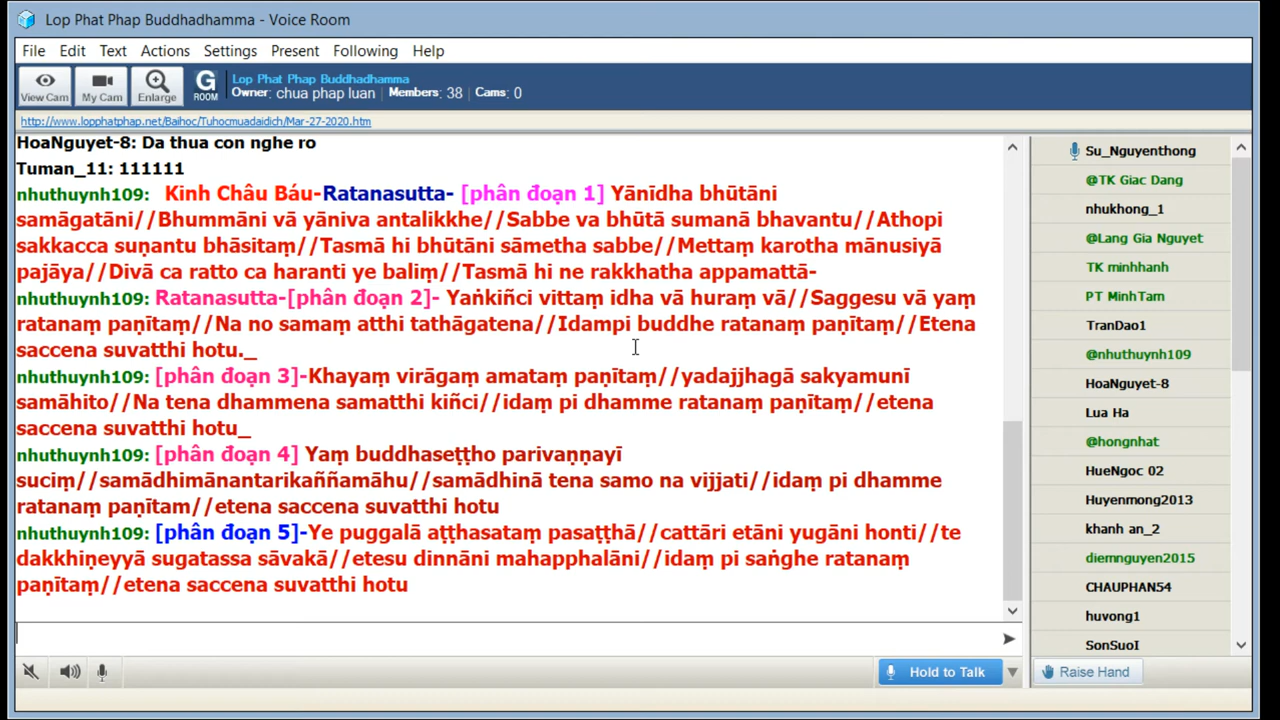 Lop Phat Phap Buddhadhamma - Voice Room
File Edit Text Actions Settings Present Following Help
View Cam My Cam Enlarge G ROOM
Lop Phat Phap Buddhadhamma
Owner: chua phap luan Members: 38 Cams: 0
http://www.lopphatphap.net/Baihoc/Tuhocmuadaidich/Mar-27-2020.htm
HoaNguyet-8: Da thua con nghe ro
Tuman_11: 111111
nhuthuynh109: Kinh Châu Báu-Ratanasutta- [phân đoạn 1] Yānīdha bhūtāni
samāgatāni//Bhummāni vā yāniva antalikkhe//Sabbe va bhūtā sumanā bhavantu//Athopi
sakkacca suṇantu bhāsitaṃ//Tasmā hi bhūtāni sāmetha sabbe//Mettaṃ karotha mānusiyā
pajāya//Divā ca ratto ca haranti ye baliṃ//Tasmā hi ne rakkhatha appamattā-
nhuthuynh109: Ratanasutta-[phân đoạn 2]- Yaṅkiñci vittaṃ idha vā huraṃ vā//Saggesu vā yaṃ
ratanaṃ paṇītaṃ//Na no samaṃ atthi tathāgatena//Idampi buddhe ratanaṃ paṇītaṃ//Etena
saccena suvatthi hotu._
nhuthuynh109: [phân đoạn 3]-Khayaṃ virāgaṃ amataṃ paṇītaṃ//yadajjhagā sakyamunī
samāhito//Na tena dhammena samatthi kiñci//idaṃ pi dhamme ratanaṃ paṇītaṃ//etena
saccena suvatthi hotu_
nhuthuynh109: [phân đoạn 4] Yaṃ buddhaseṭṭho parivaṇṇayī
suciṃ//samādhimānantarikaññamāhu//samādhinā tena samo na vijjati//idaṃ pi dhamme
ratanaṃ paṇītam//etena saccena suvatthi hotu
nhuthuynh109: [phân đoạn 5]-Ye puggalā aṭṭhasataṃ pasaṭṭhā//cattāri etāni yugāni honti//te
dakkhiṇeyyā sugatassa sāvakā//etesu dinnāni mahapphalāni//idaṃ pi saṅghe ratanaṃ
paṇītaṃ//etena saccena suvatthi hotu
Su_Nguyenthong
@TK Giac Dang
nhukhong_1
@Lang Gia Nguyet
TK minhhanh
PT MinhTam
TranDao1
@nhuthuynh109
HoaNguyet-8
Lua Ha
@hongnhat
HueNgoc 02
Huyenmong2013
khanh an_2
diemnguyen2015
CHAUPHAN54
huvong1
SonSuoI
Hold to Talk
Raise Hand